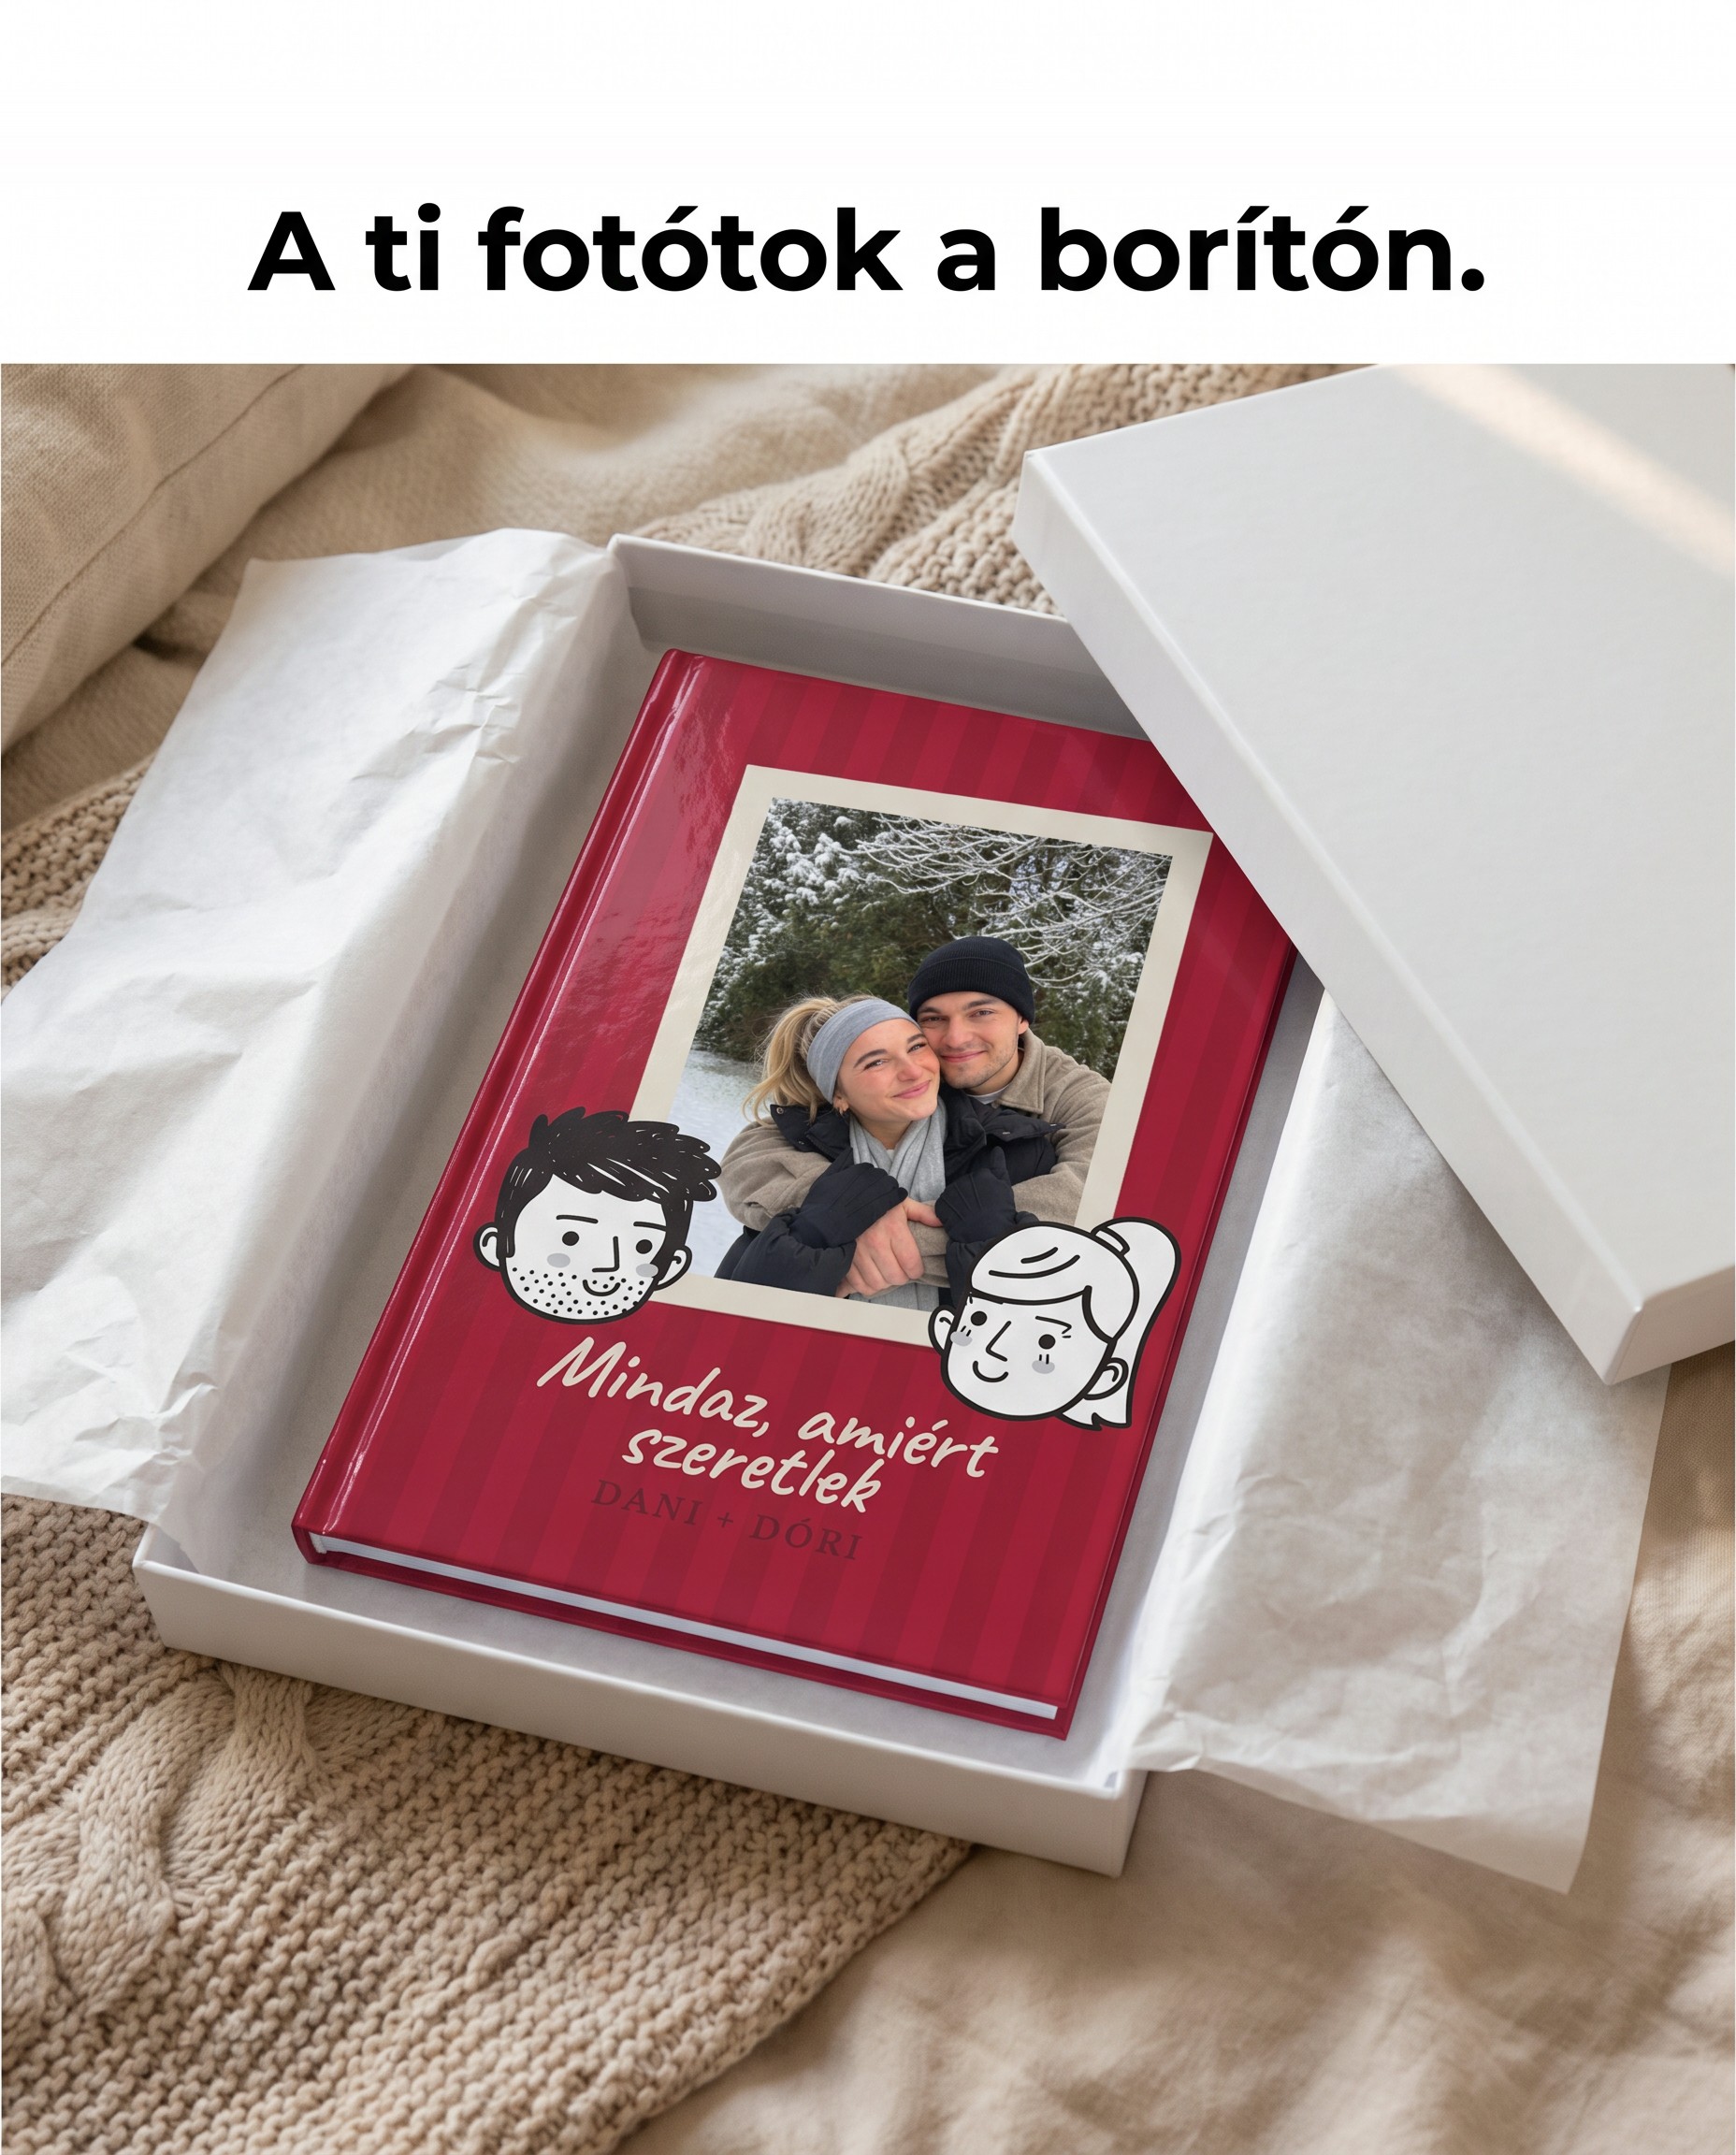 A ti fotótok a borítón.
Mindaz, amiért
szeretlek
DANI + DÓRI